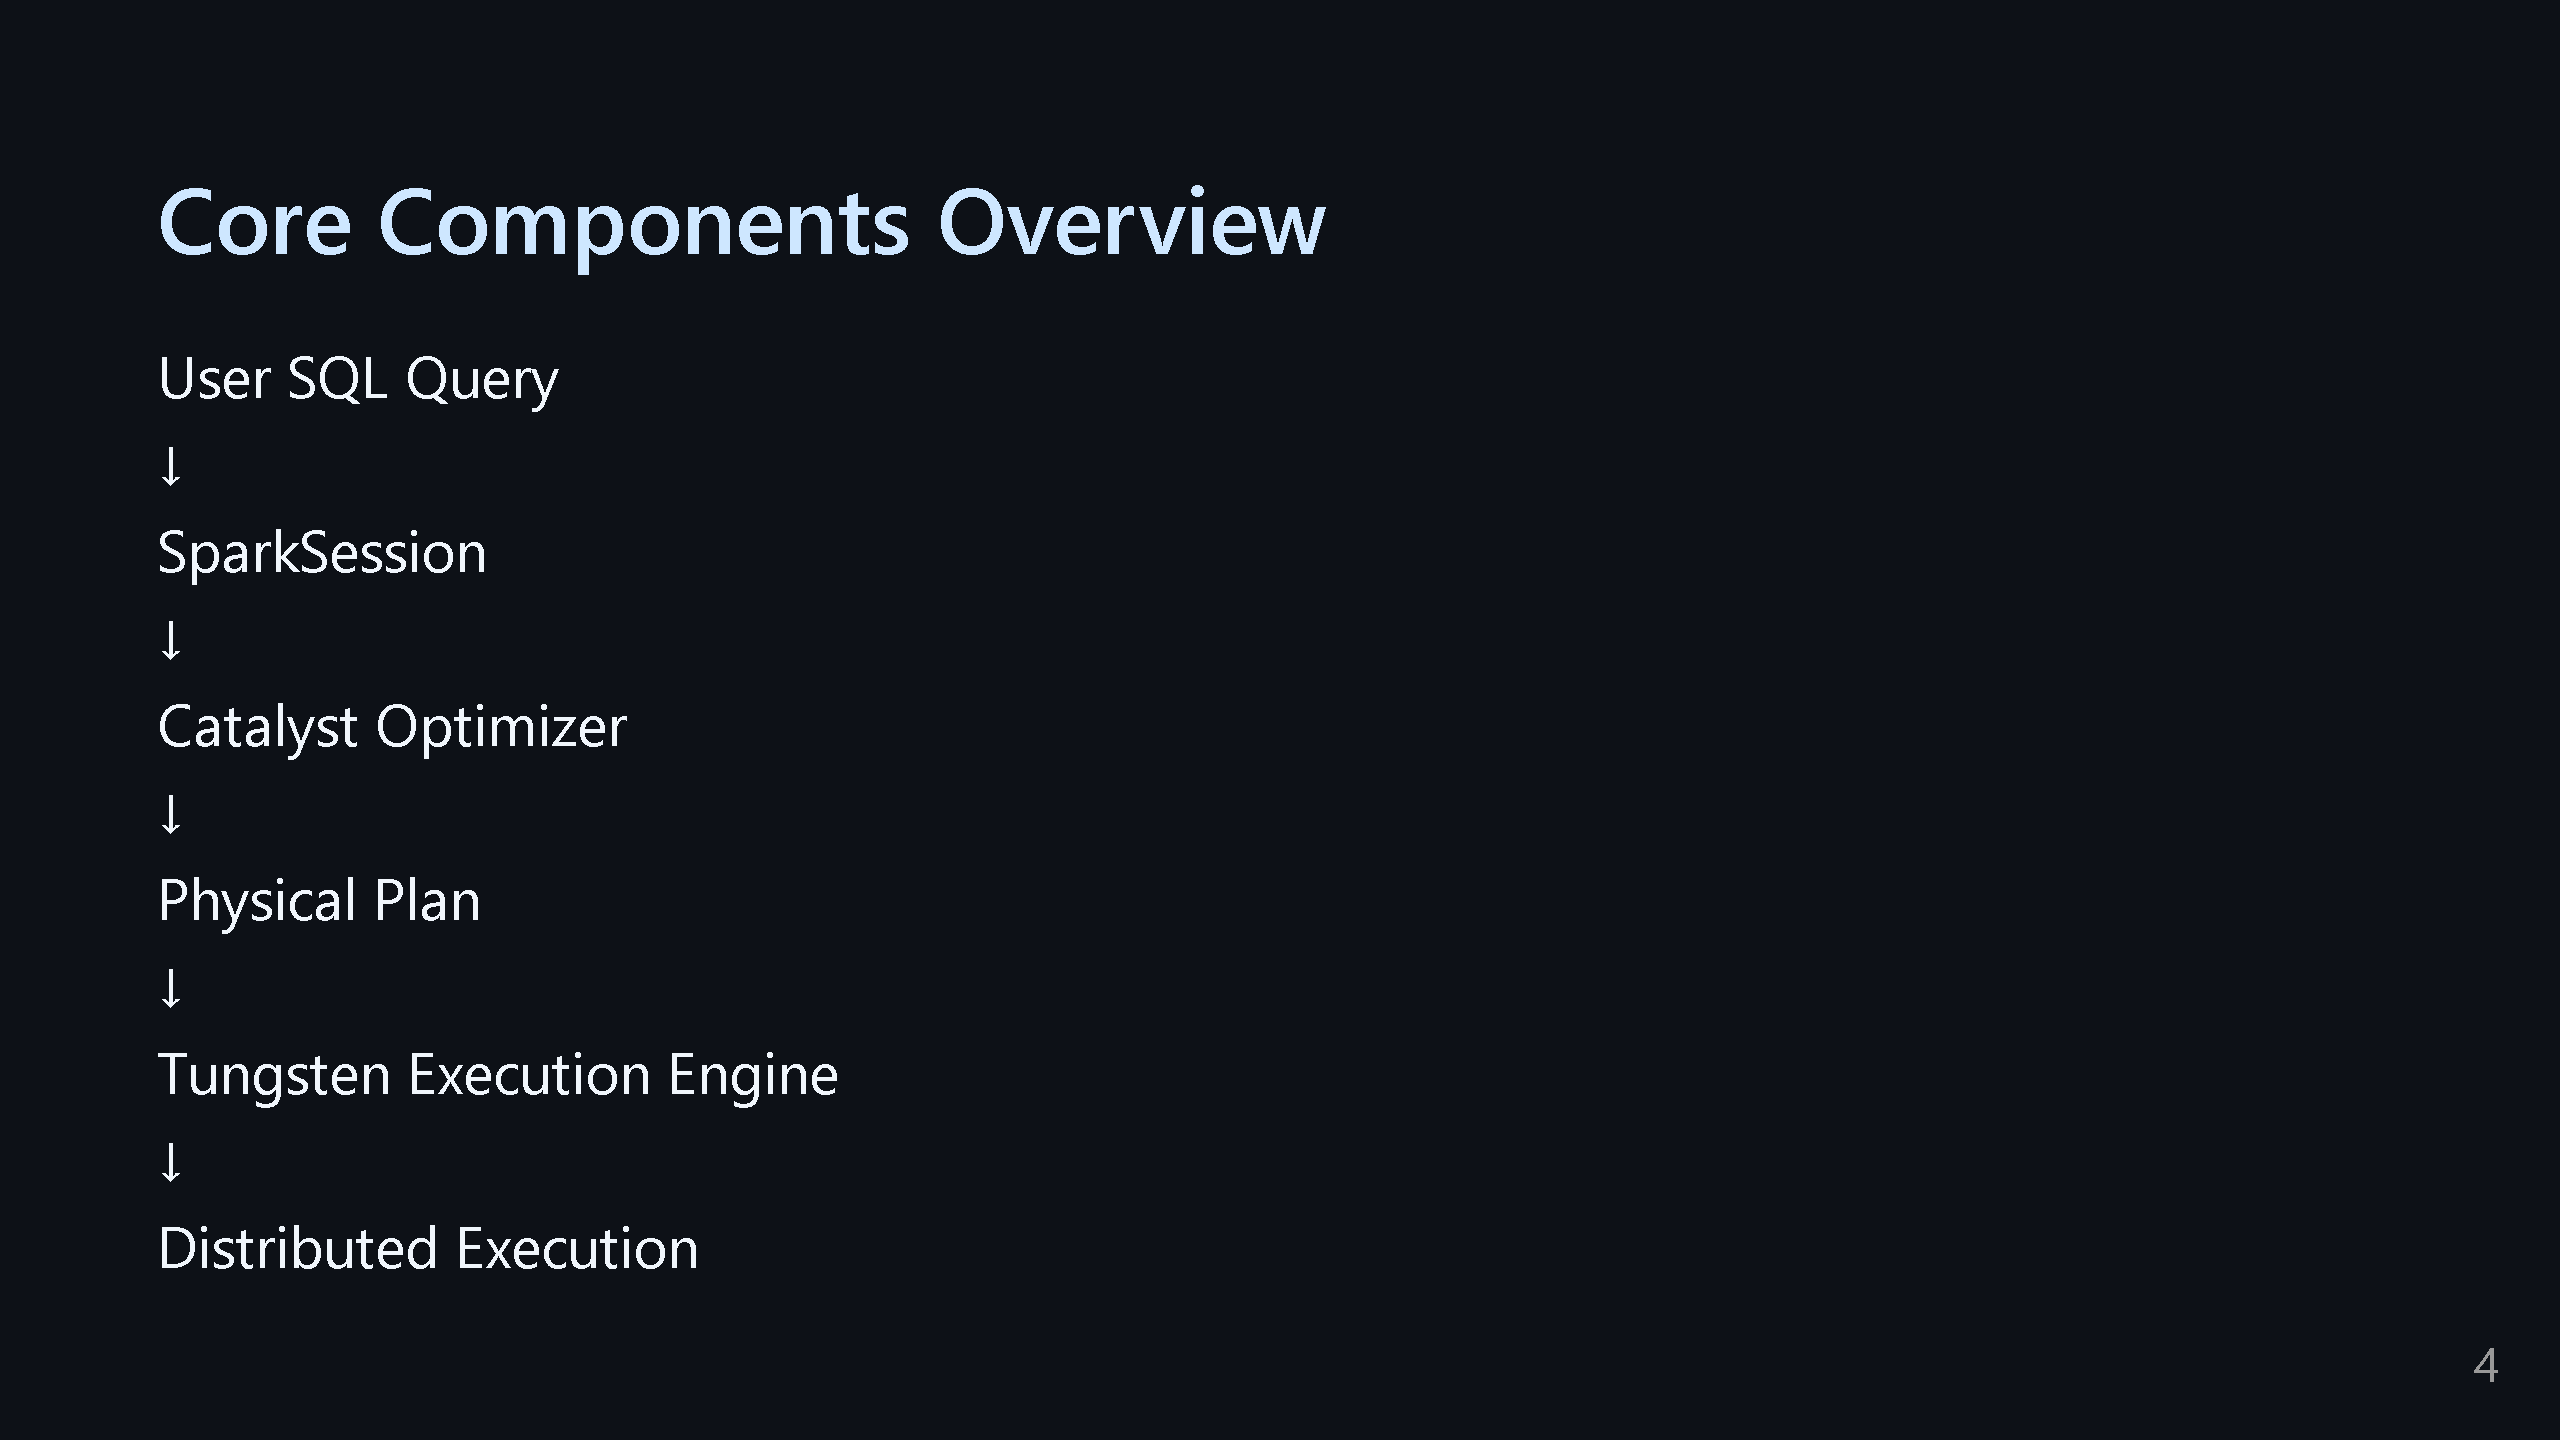 Core Components Overview
User SQL Query
↓
SparkSession
↓
Catalyst Optimizer
↓
Physical Plan
↓
Tungsten Execution Engine
↓
Distributed Execution
4